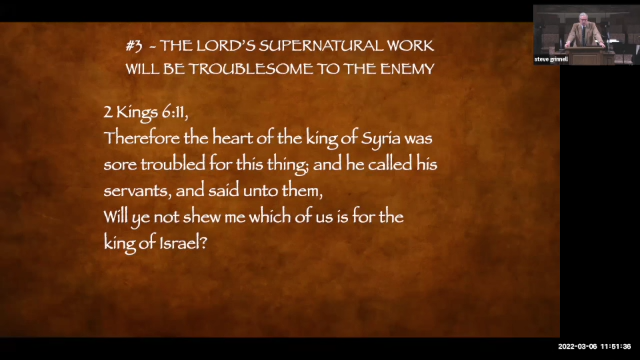 #3 - THE LORD'S SUPERNATURAL WORK
WILL BE TROUBLESOME TO THE ENEMY
2 Kings 6:11,
Therefore the heart of the king of Syria was
sore troubled for this thing; and he called his
servants, and said unto them,
Will ye not shew me which of us is for the
king of Israel?
steve grinnell
2022-03-06 11:51:36